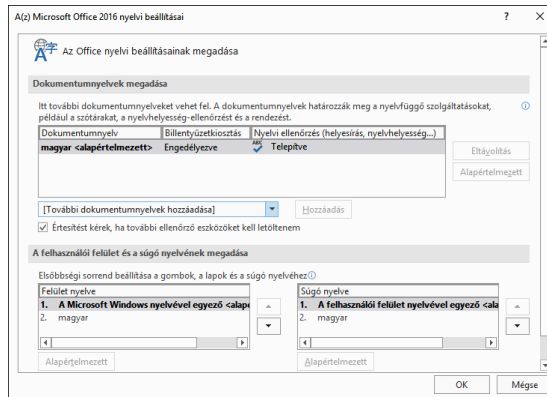 A(z) Microsoft Office 2016 nyelvi beállításai
Az Office nyelvi beállításainak megadása
Dokumentumnyelvek megadása
Itt további dokumentumnyelveket vehet fel. A dokumentumnyelvek határozzák meg a nyelvfüggő szolgáltatásokat,
például a szótárakat, a nyelvhelyesség-ellenőrzést és a rendezést.
Dokumentumnyelv Billentyűzetkiosztás Nyelvi ellenőrzés (helyesírás, nyelvhelyesség...)
magyar <alapértelmezett> Engedélyezve Telepítve
Eltávolítás
Alapértelmezett
[További dokumentumnyelvek hozzáadása] Hozzáadás
Értesítést kérek, ha további ellenőrző eszközöket kell letöltenem
A felhasználói felület és a súgó nyelvének megadása
Elsőbbségi sorrend beállítása a gombok, a lapok és a súgó nyelvéhez
Felület nyelve
1. A Microsoft Windows nyelvével egyező <alape
2. magyar
Alapértelmezett
Súgó nyelve
1. A felhasználói felület nyelvével egyező <ala
2. magyar
Alapértelmezett
OK Mégse